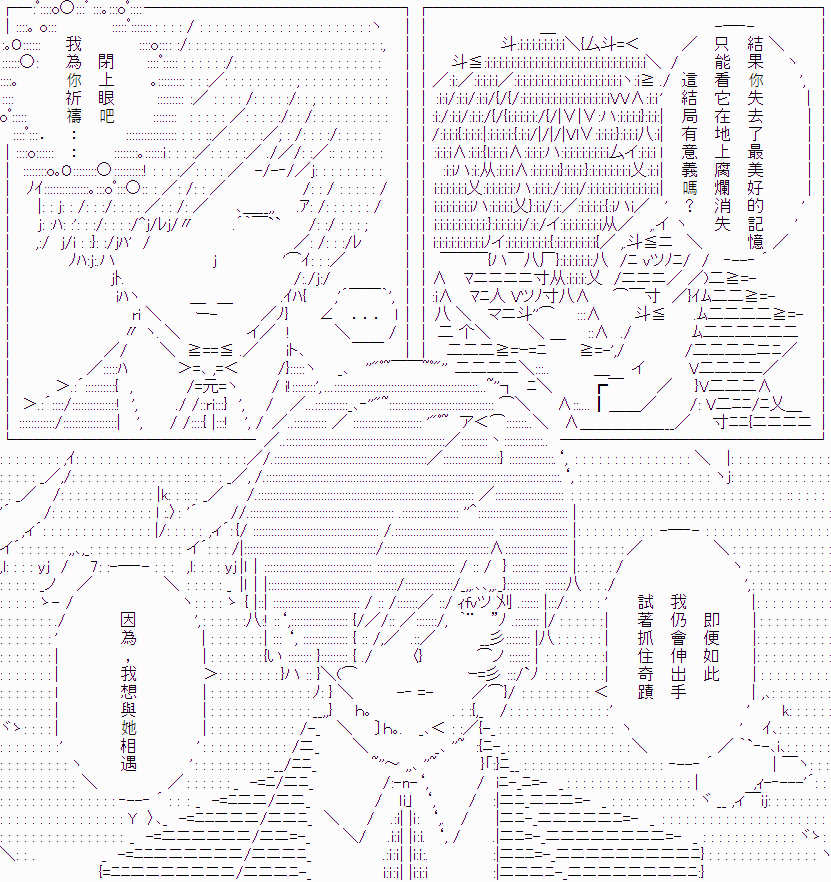 結果你失去了最美好的記憶
只能看它在地上腐爛消失
這結局有意義嗎？
閉上眼吧
我為你祈禱
即便如此
我仍會伸出手
試著抓住奇蹟
因為，我想與她相遇